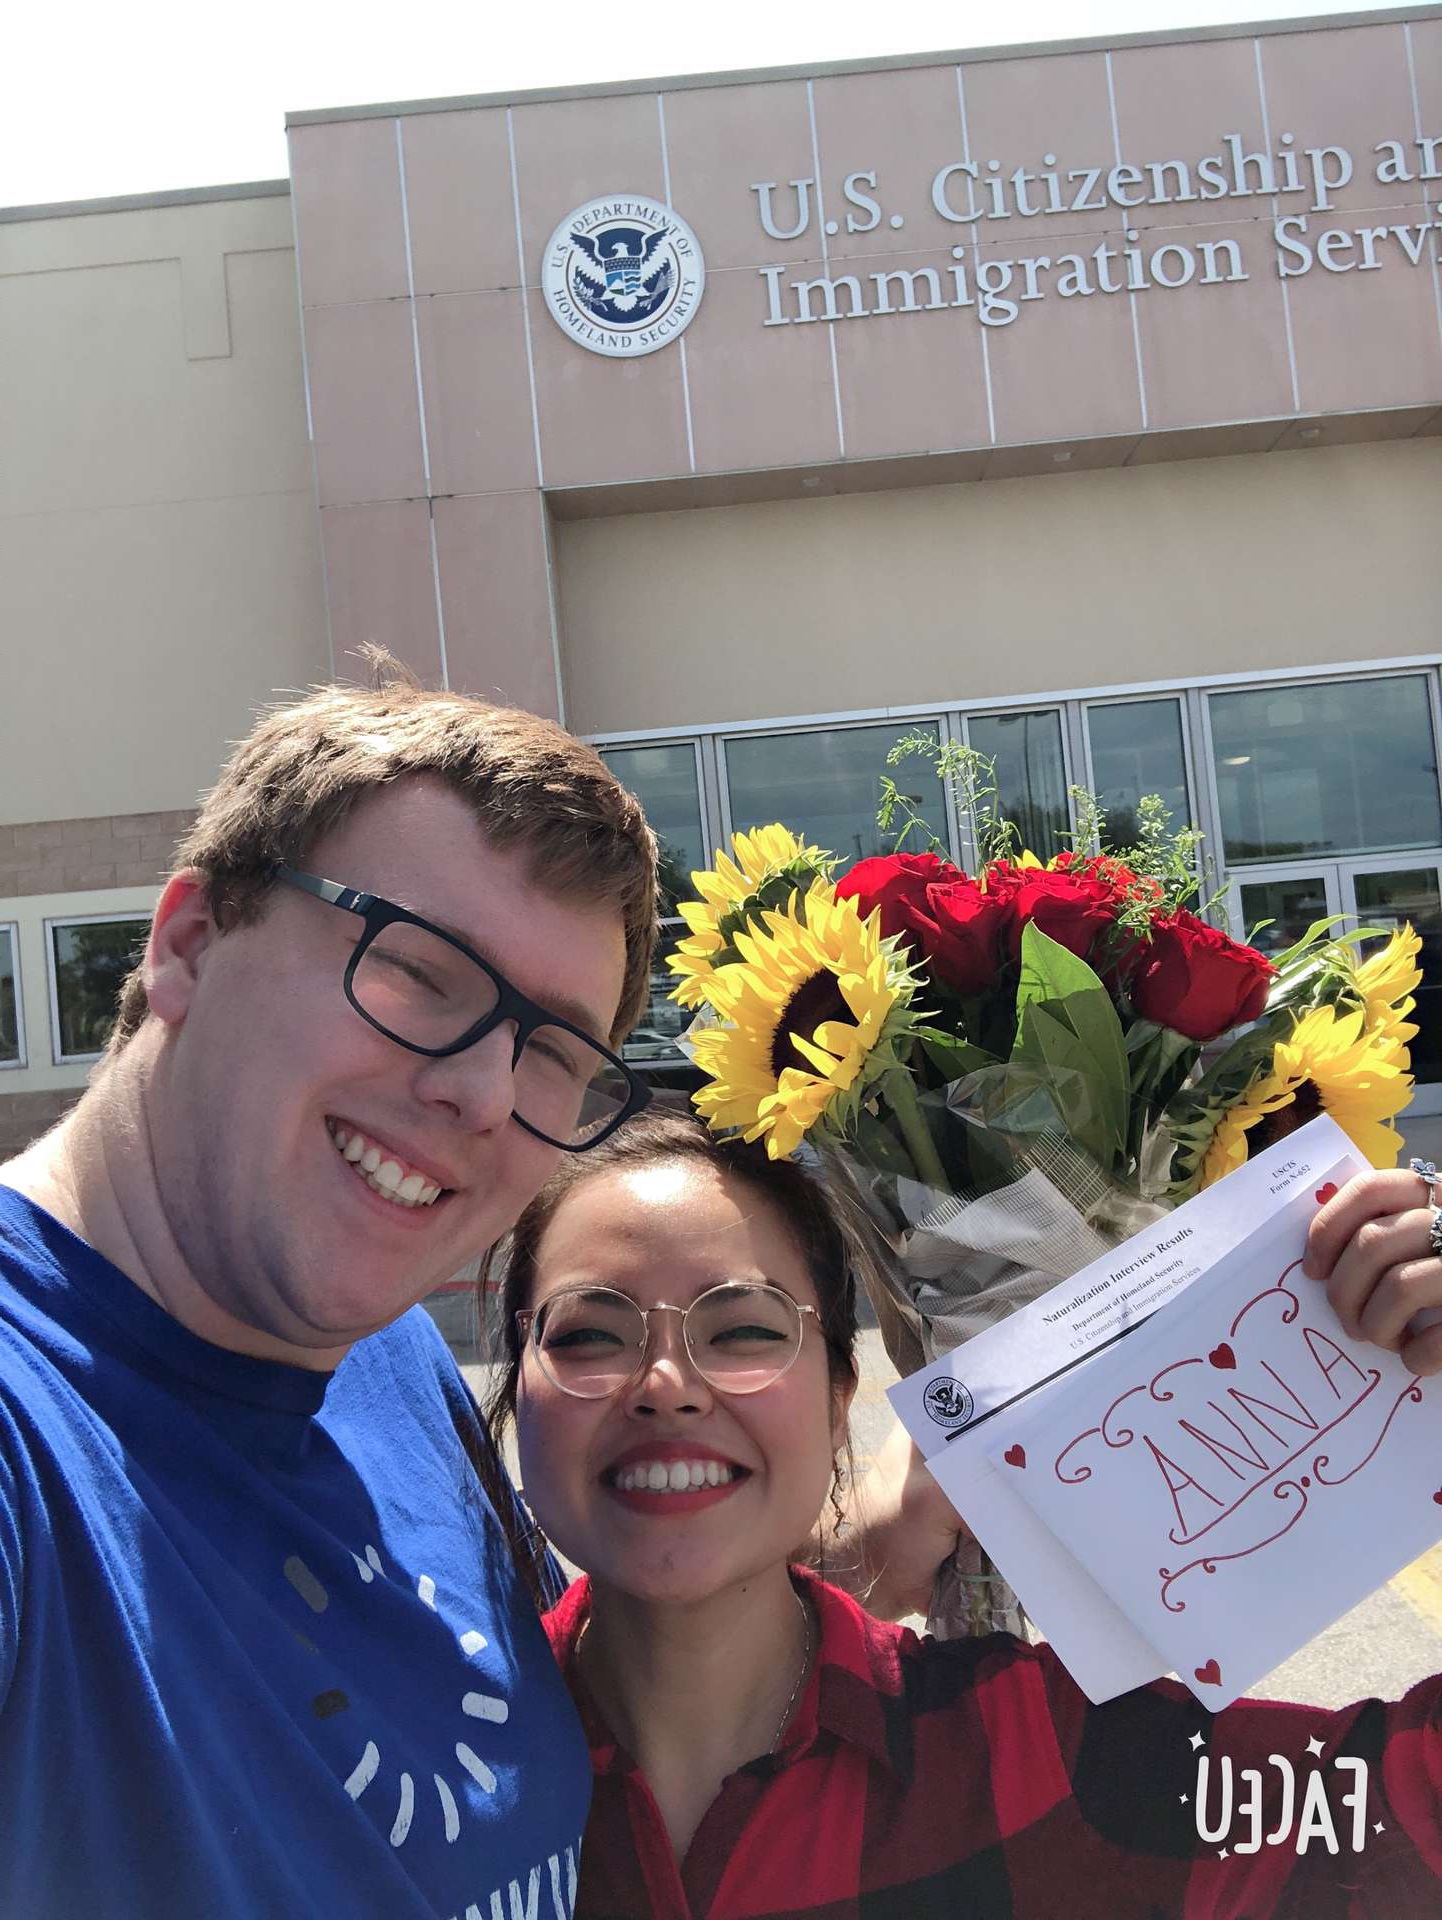 U.S. Citizenship an
Immigration Servi
U.S. DEPARTMENT OF
HOMELAND SECURITY
USCIS
Form N-652
Naturalization Interview Results
Department of Homeland Security
U.S. Citizenship and Immigration Services
ANNA
FACEU